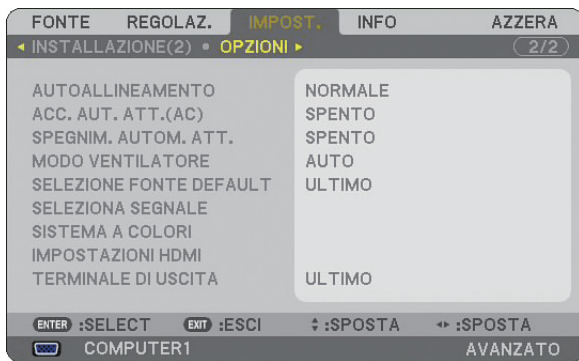 FONTE REGOLAZ. IMPOST. INFO AZZERA
INSTALLAZIONE(2) OPZIONI 2/2
AUTOALLINEAMENTO NORMALE
ACC. AUT. ATT.(AC) SPENTO
SPEGNIM. AUTOM. ATT. SPENTO
MODO VENTILATORE AUTO
SELEZIONE FONTE DEFAULT ULTIMO
SELEZIONA SEGNALE
SISTEMA A COLORI
IMPOSTAZIONI HDMI
TERMINALE DI USCITA ULTIMO
ENTER :SELECT EXIT :ESCI :SPOSTA :SPOSTA
COMPUTER1 AVANZATO